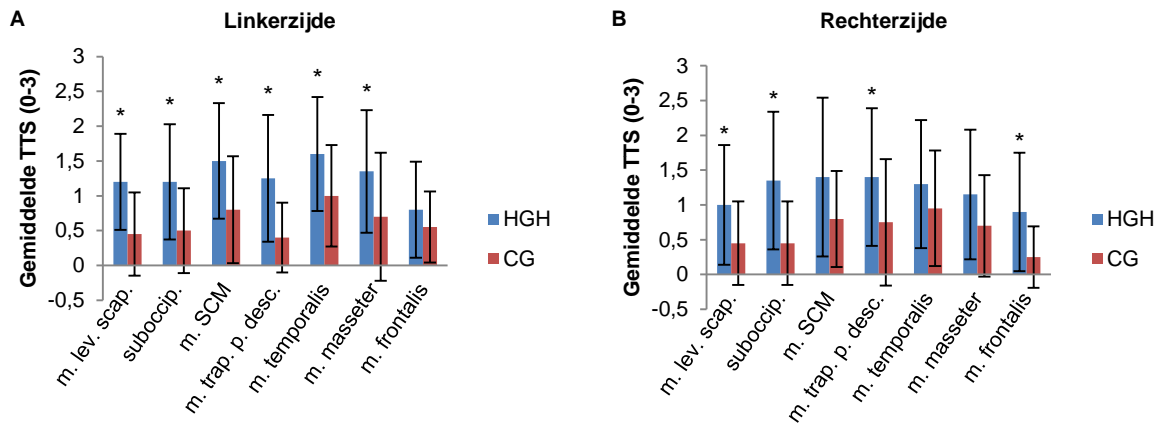 A
Linkerzijde
Gemiddelde TTS (0-3)
3
2,5
2
1,5
1
0,5
0
-0,5
* * * * * *
m. lev. scap.
suboccip.
m. SCM
m. trap. p. desc.
m. temporalis
m. masseter
m. frontalis
HGH
CG
B
Rechterzijde
Gemiddelde TTS (0-3)
3
2,5
2
1,5
1
0,5
0
-0,5
* * * *
m. lev. scap.
suboccip.
m. SCM
m. trap. p. desc.
m. temporalis
m. masseter
m. frontalis
HGH
CG